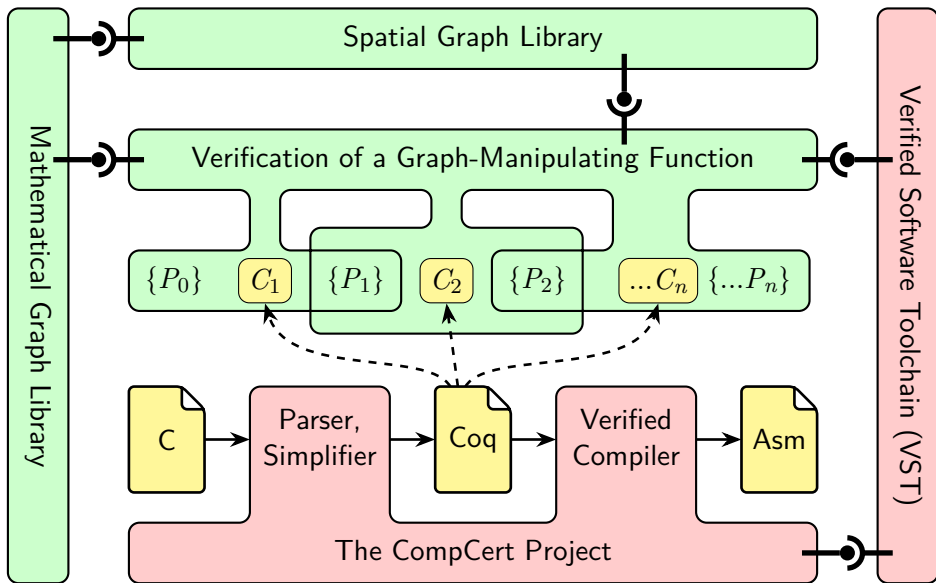 Mathematical Graph Library
Spatial Graph Library
Verification of a Graph-Manipulating Function
{P₀} C₁ {P₁} C₂ {P₂} ...Cₙ {...Pₙ}
C
Parser,
Simplifier
Coq
Verified
Compiler
Asm
The CompCert Project
Verified Software Toolchain (VST)